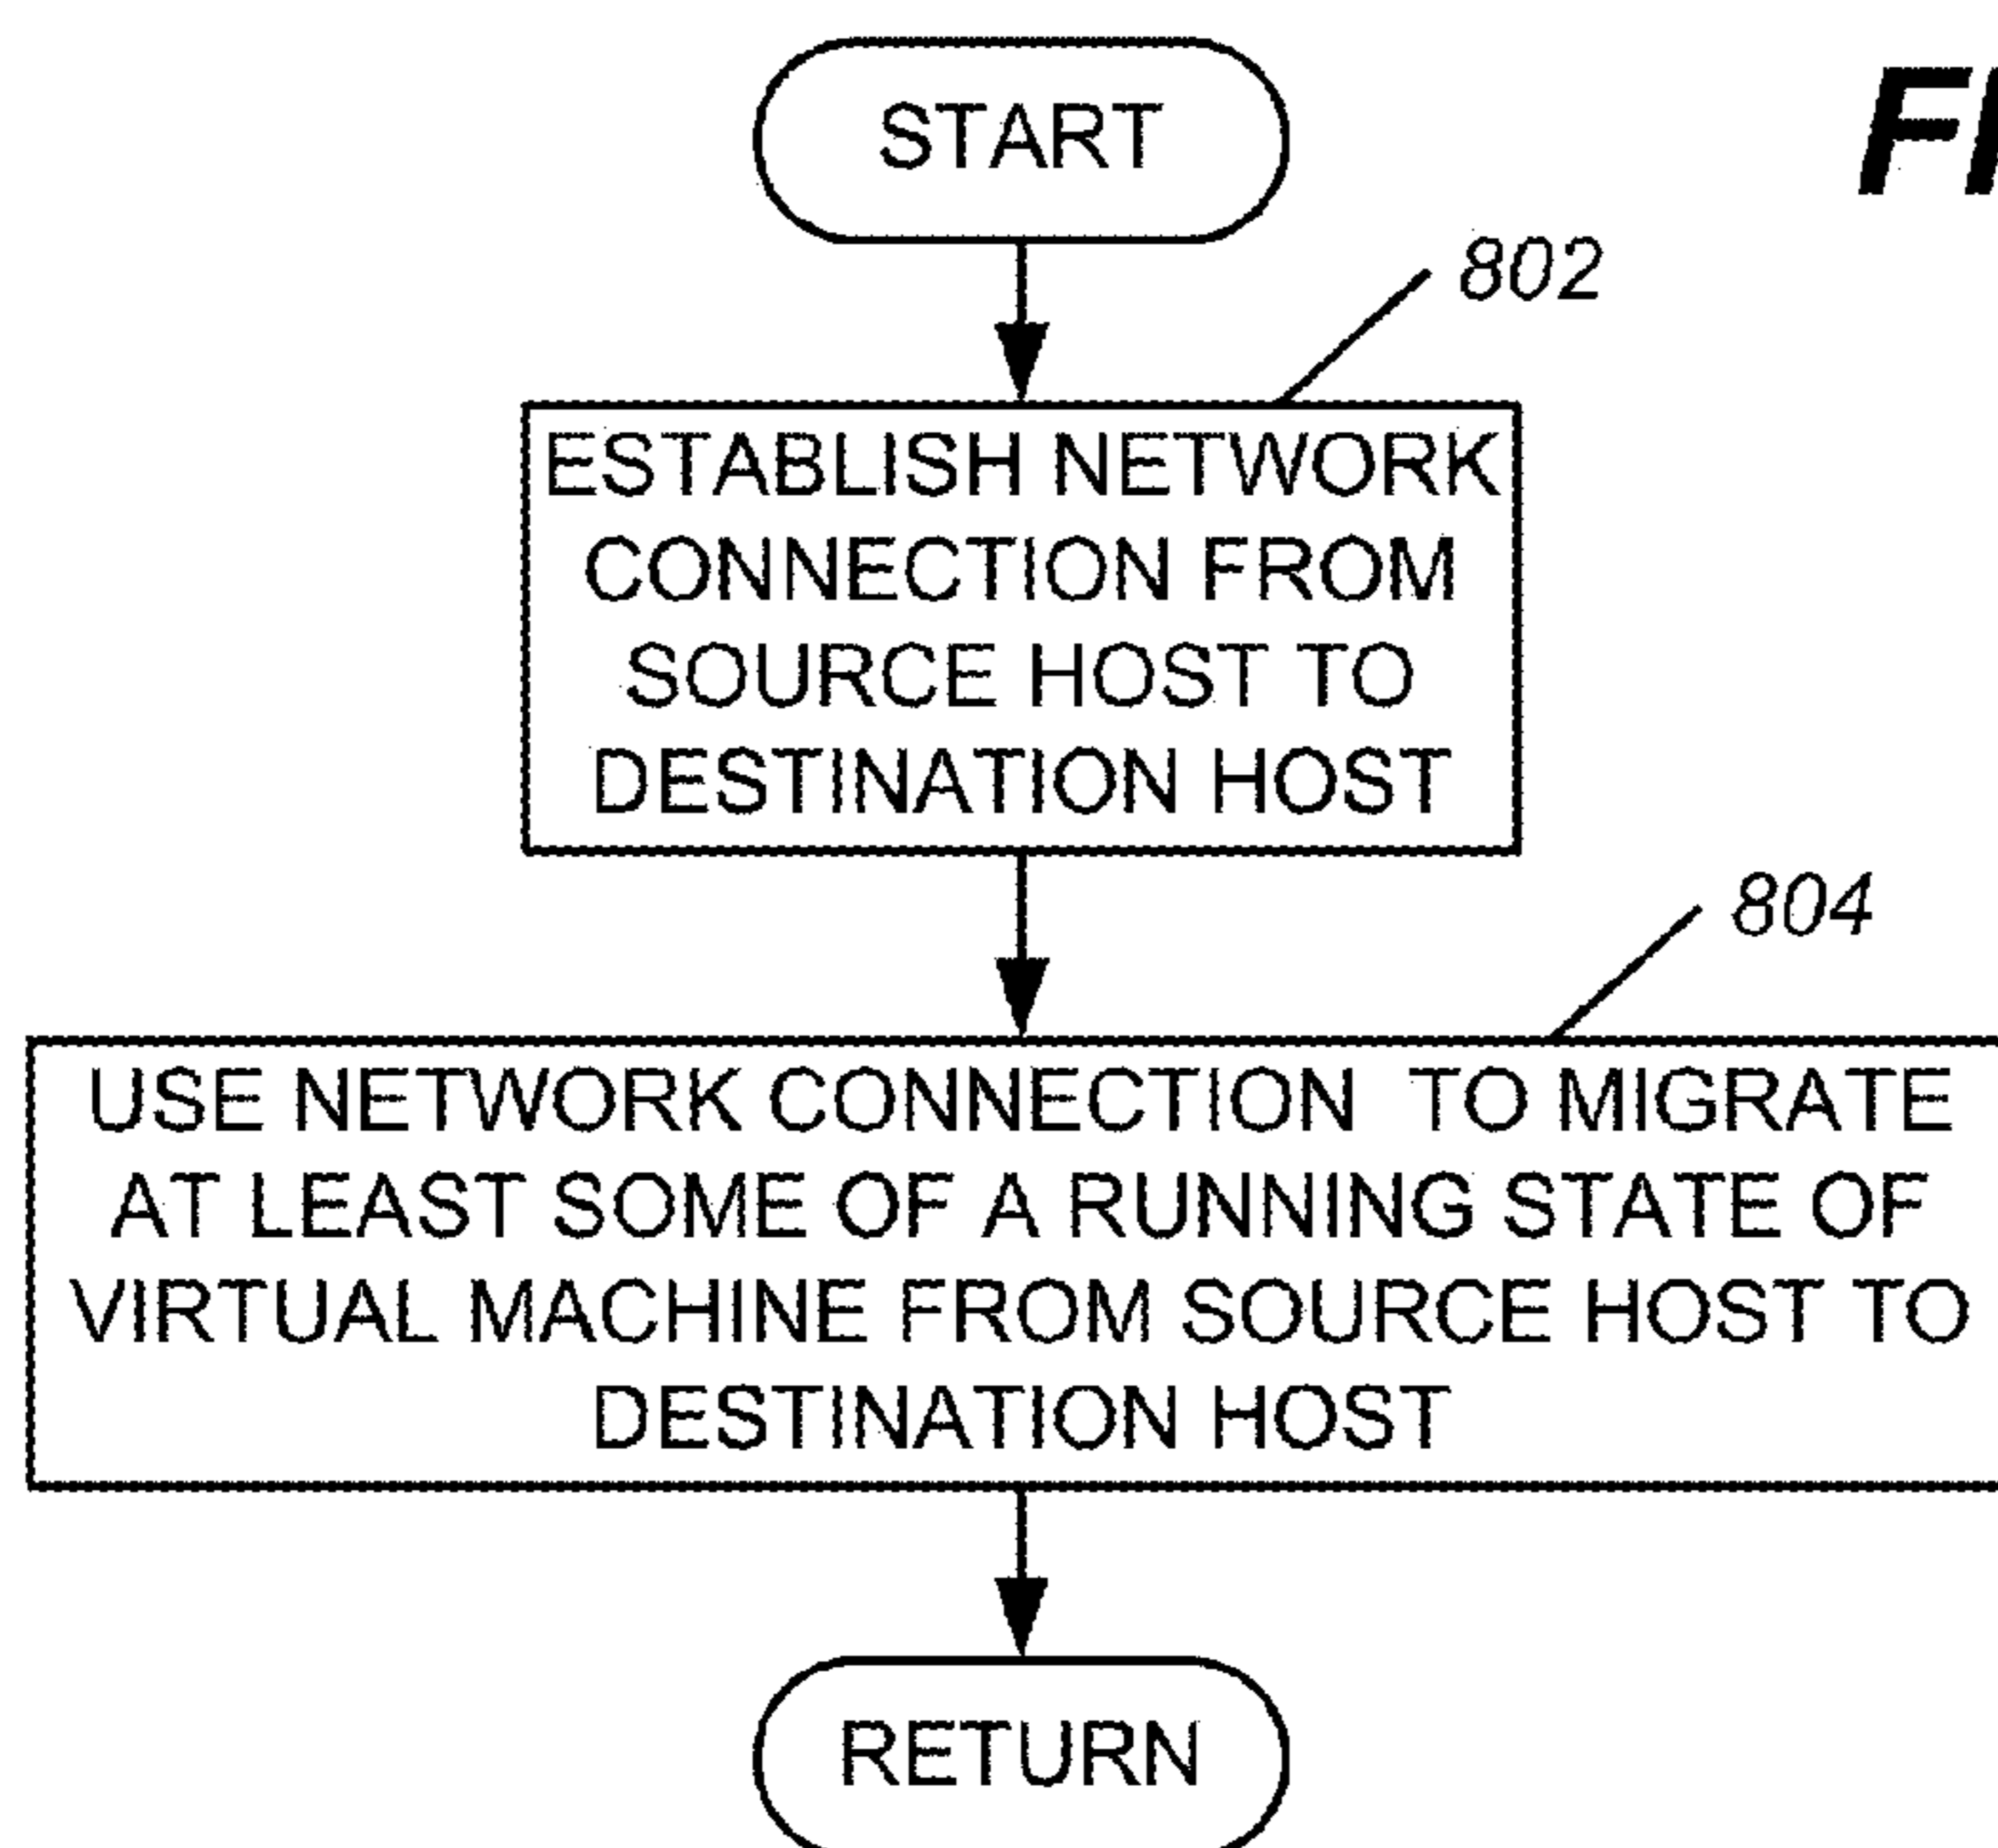 START
802
ESTABLISH NETWORK
CONNECTION FROM
SOURCE HOST TO
DESTINATION HOST
804
USE NETWORK CONNECTION TO MIGRATE
AT LEAST SOME OF A RUNNING STATE OF
VIRTUAL MACHINE FROM SOURCE HOST TO
DESTINATION HOST
RETURN